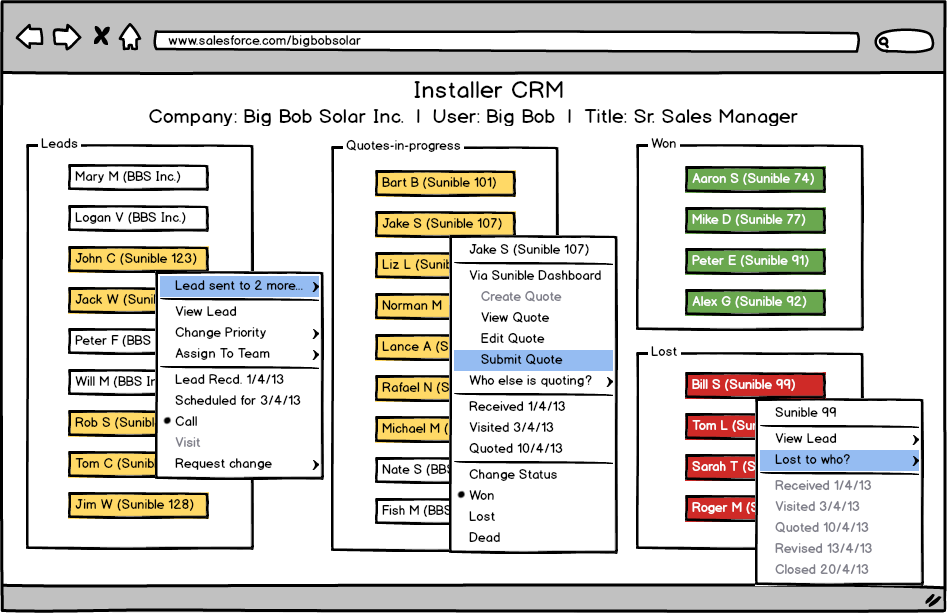 www.salesforce.com/bigbobsolar
Installer CRM
Company: Big Bob Solar Inc. | User: Big Bob | Title: Sr. Sales Manager
Leads
Mary M (BBS Inc.)
Logan V (BBS Inc.)
John C (Sunible 123)
Jack W (Sunil
Peter F (BBS
Will M (BBS In
Rob S (Sunibl
Tom C (Sunib
Jim W (Sunible 128)
Lead sent to 2 more...
View Lead
Change Priority
Assign To Team
Lead Recd. 1/4/13
Scheduled for 3/4/13
Call
Visit
Request change
Quotes-in-progress
Bart B (Sunible 101)
Jake S (Sunible 107)
Liz L (Sunib
Norman M
Lance A (S
Rafael N (S
Michael M (
Nate S (BBS
Fish M (BBS
Jake S (Sunible 107)
Via Sunible Dashboard
Create Quote
View Quote
Edit Quote
Submit Quote
Who else is quoting?
Received 1/4/13
Visited 3/4/13
Quoted 10/4/13
Change Status
Won
Lost
Dead
Won
Aaron S (Sunible 74)
Mike D (Sunible 77)
Peter E (Sunible 91)
Alex G (Sunible 92)
Lost
Bill S (Sunible 99)
Tom L (Su
Sarah T (S
Roger M (S
Sunible 99
View Lead
Lost to who?
Received 1/4/13
Visited 3/4/13
Quoted 10/4/13
Revised 13/4/13
Closed 20/4/13